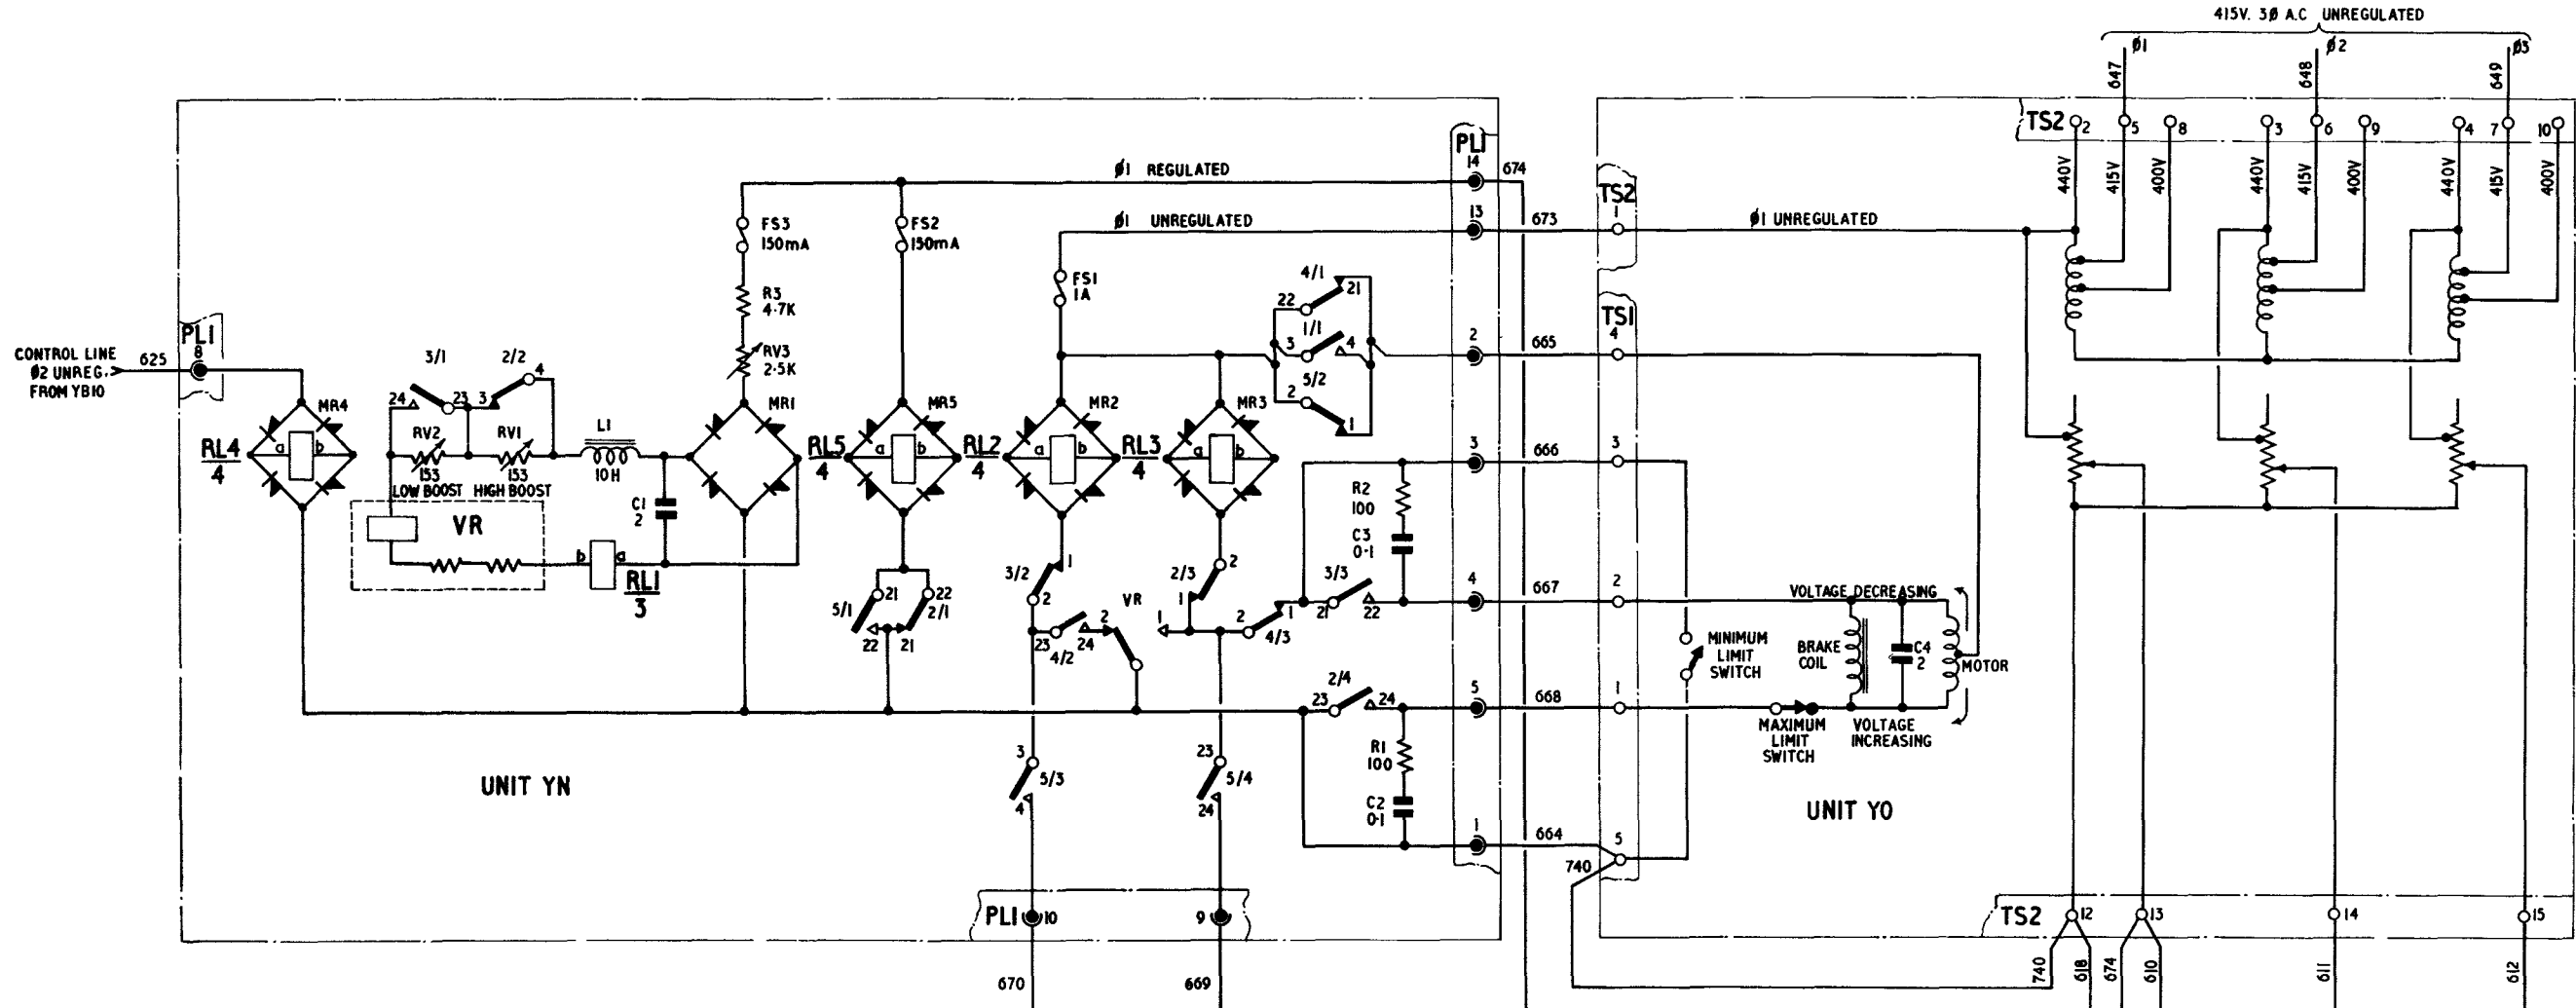 415V. 3Ø A.C UNREGULATED
Ø1
Ø2
Ø3
647
648
649
TS2
2
5
8
3
6
9
4
7
10
440V
415V
400V
440V
415V
400V
440V
415V
400V
PL1
14
674
Ø1 REGULATED
13
673
Ø1 UNREGULATED
TS2
1
Ø1 UNREGULATED
FS3
150mA
FS2
150mA
FS1
1A
R3
4·7K
RV3
2·5K
4/1
22
21
1/1
3
4
5/2
2
1
2
665
TS1
4
PL1
8
CONTROL LINE
Ø2 UNREG.
FROM YB10
625
3/1
2/2
24
23
3
4
RV2
153
LOW BOOST
RV1
153
HIGH BOOST
L1
10H
MR4
MR1
MR5
MR2
MR3
RL4
4
a
b
RL5
4
a
b
RL2
4
a
b
RL3
4
a
b
C1
2
VR
b
a
RL1
3
3
666
3
R2
100
C3
0·1
4
667
2
5/1
21
22
22
2/1
21
3/2
1
2
23
4/2
24
2
VR
1
2/3
2
1
2
4/3
1
3/3
21
22
VOLTAGE DECREASING
BRAKE
COIL
C4
2
MOTOR
MINIMUM
LIMIT
SWITCH
2/4
23
24
5
668
1
MAXIMUM
LIMIT
SWITCH
VOLTAGE
INCREASING
R1
100
C2
0·1
1
664
5
740
3
5/3
4
23
5/4
24
UNIT YN
UNIT YO
PL1
10
9
670
669
TS2
12
13
14
15
740
618
674
610
611
612